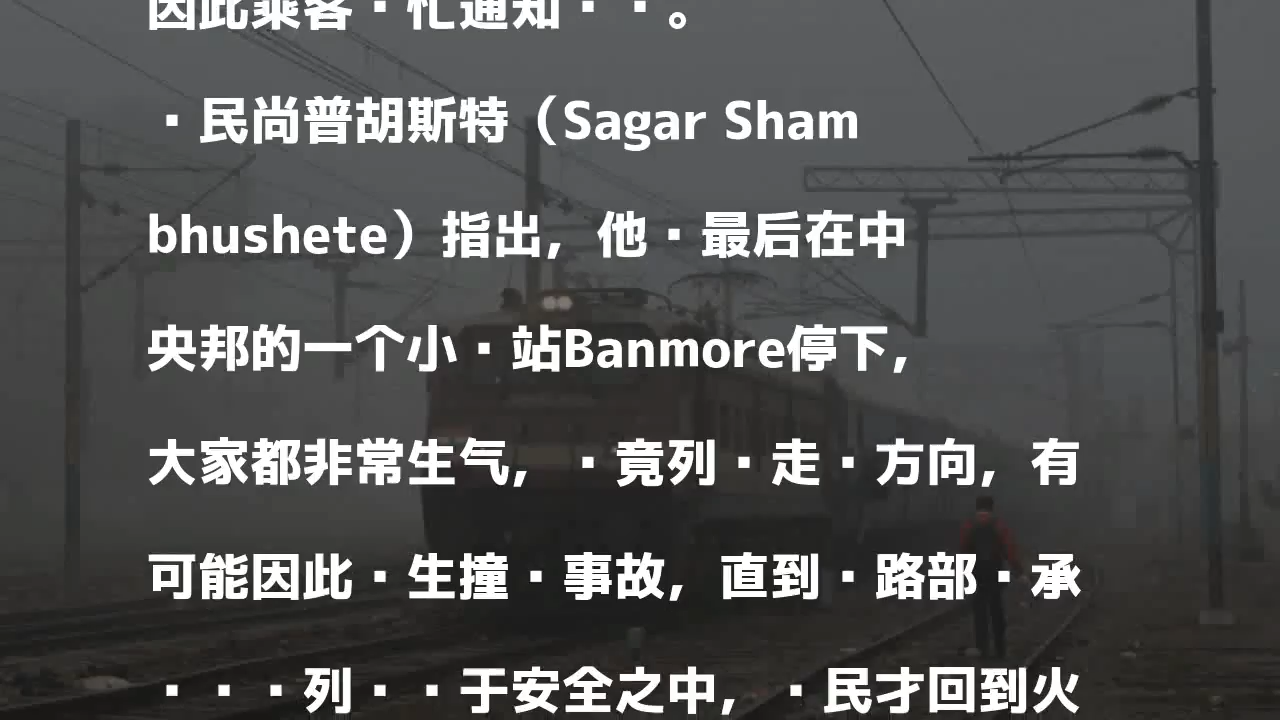 因此乘客·忙通知··。
·民尚普胡斯特（Sagar Sham
bhushete）指出，他·最后在中
央邦的一个小·站Banmore停下，
大家都非常生气，·竟列·走·方向，有
可能因此·生撞·事故，直到·路部·承
···列··于安全之中，·民才回到火